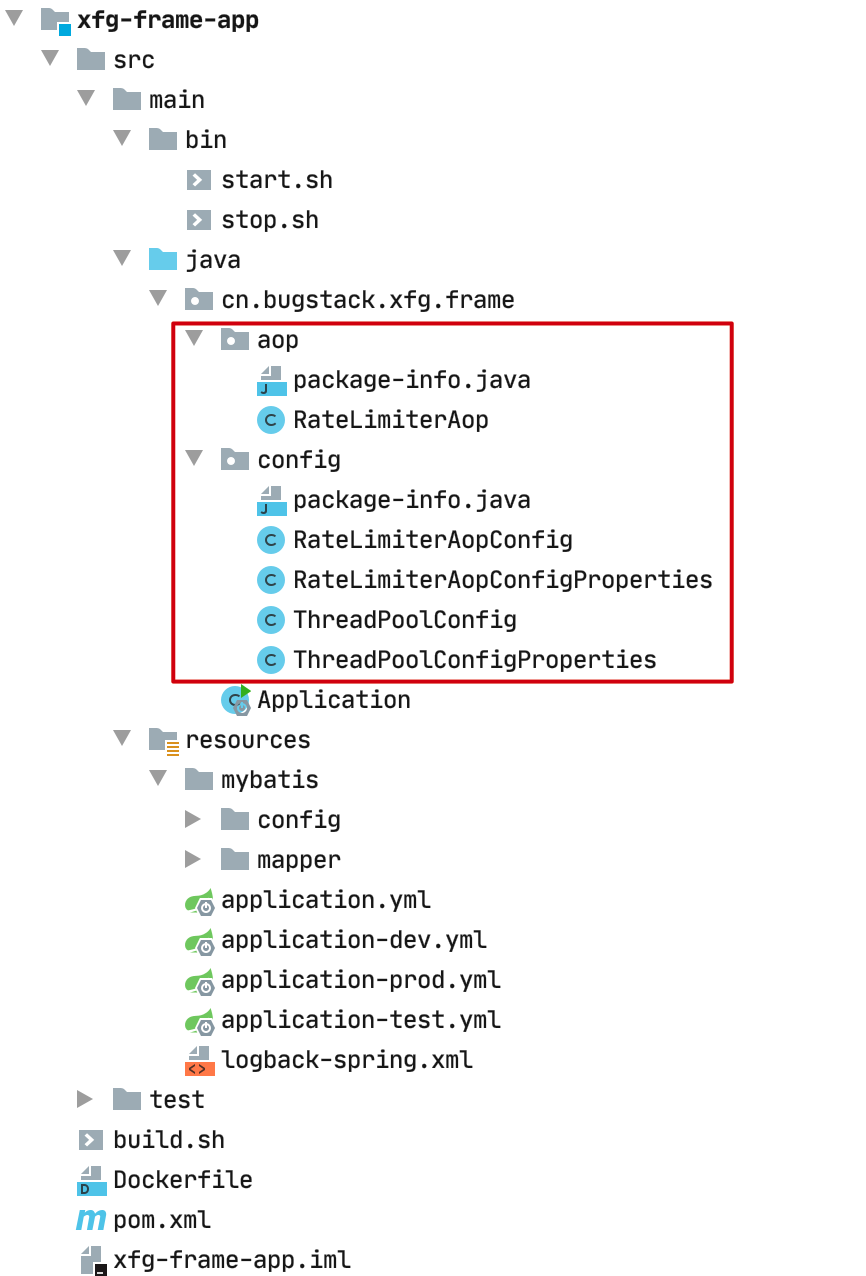 xfg-frame-app
src
main
bin
start.sh
stop.sh
java
cn.bugstack.xfg.frame
aop
package-info.java
RateLimiterAop
config
package-info.java
RateLimiterAopConfig
RateLimiterAopConfigProperties
ThreadPoolConfig
ThreadPoolConfigProperties
Application
resources
mybatis
config
mapper
application.yml
application-dev.yml
application-prod.yml
application-test.yml
logback-spring.xml
test
build.sh
Dockerfile
pom.xml
xfg-frame-app.iml